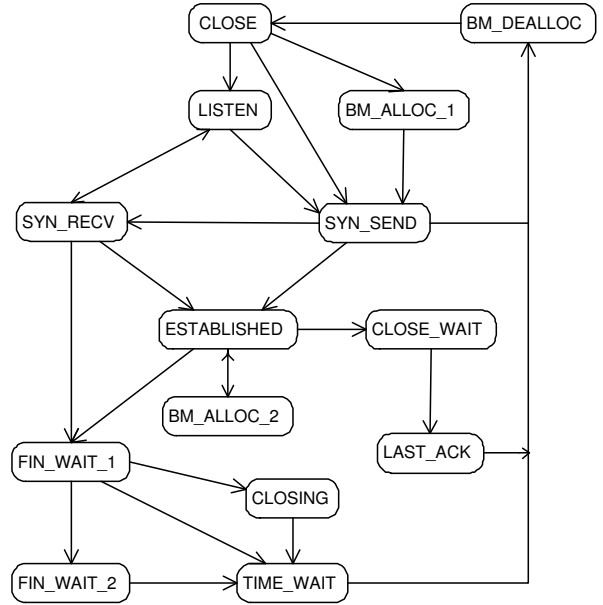 CLOSE
BM_DEALLOC
LISTEN
BM_ALLOC_1
SYN_RECV
SYN_SEND
ESTABLISHED
CLOSE_WAIT
BM_ALLOC_2
LAST_ACK
FIN_WAIT_1
CLOSING
FIN_WAIT_2
TIME_WAIT